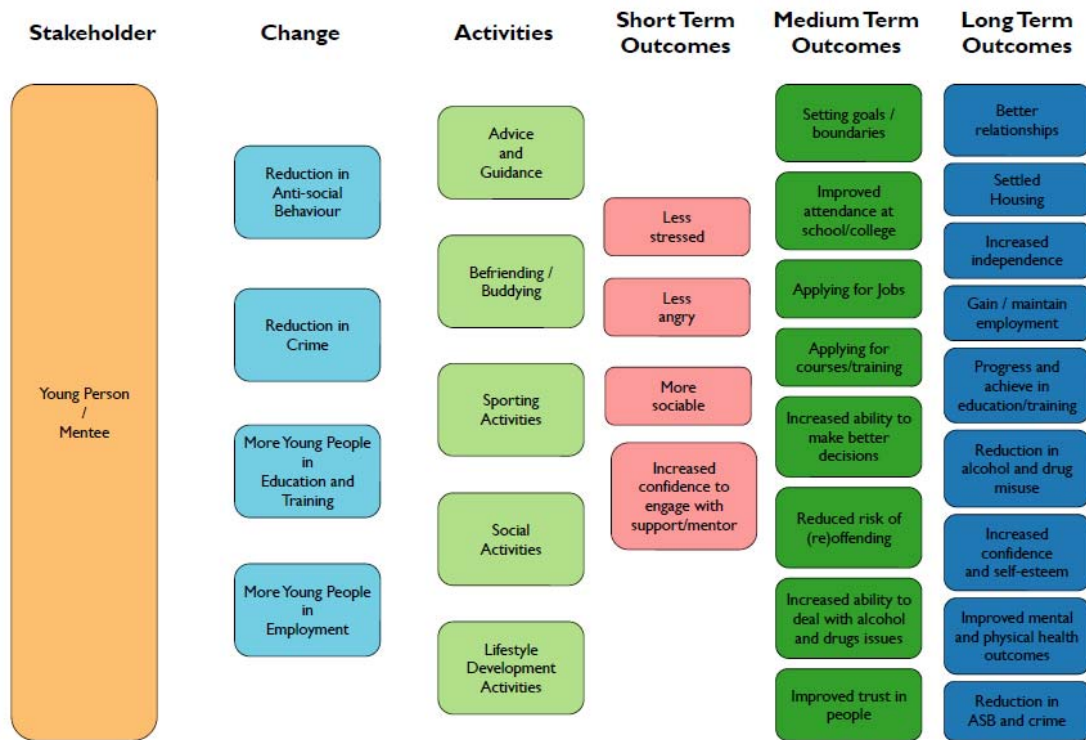 Stakeholder
Change
Activities
Short Term
Outcomes
Medium Term
Outcomes
Long Term
Outcomes
Young Person
/
Mentee
Reduction in
Anti-social
Behaviour
Reduction in
Crime
More Young People
in
Education and
Training
More Young People
in
Employment
Advice
and
Guidance
Befriending /
Buddying
Sporting
Activities
Social
Activities
Lifestyle
Development
Activities
Less
stressed
Less
angry
More
sociable
Increased
confidence to
engage with
support/mentor
Setting goals /
boundaries
Improved
attendance at
school/college
Applying for Jobs
Applying for
courses/training
Increased ability to
make better
decisions
Reduced risk of
(re)offending
Increased ability to
deal with alcohol
and drugs issues
Improved trust in
people
Better
relationships
Settled
Housing
Increased
independence
Gain / maintain
employment
Progress and
achieve in
education/training
Reduction in
alcohol and drug
misuse
Increased
confidence
and self-esteem
Improved mental
and physical health
outcomes
Reduction in
ASB and crime